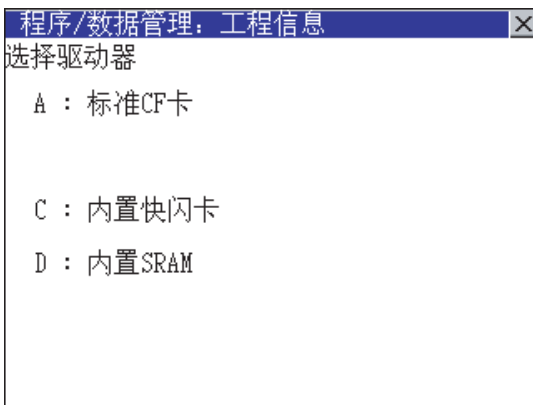 程序/数据管理：工程信息
选择驱动器
A : 标准CF卡
C : 内置快闪卡
D : 内置SRAM